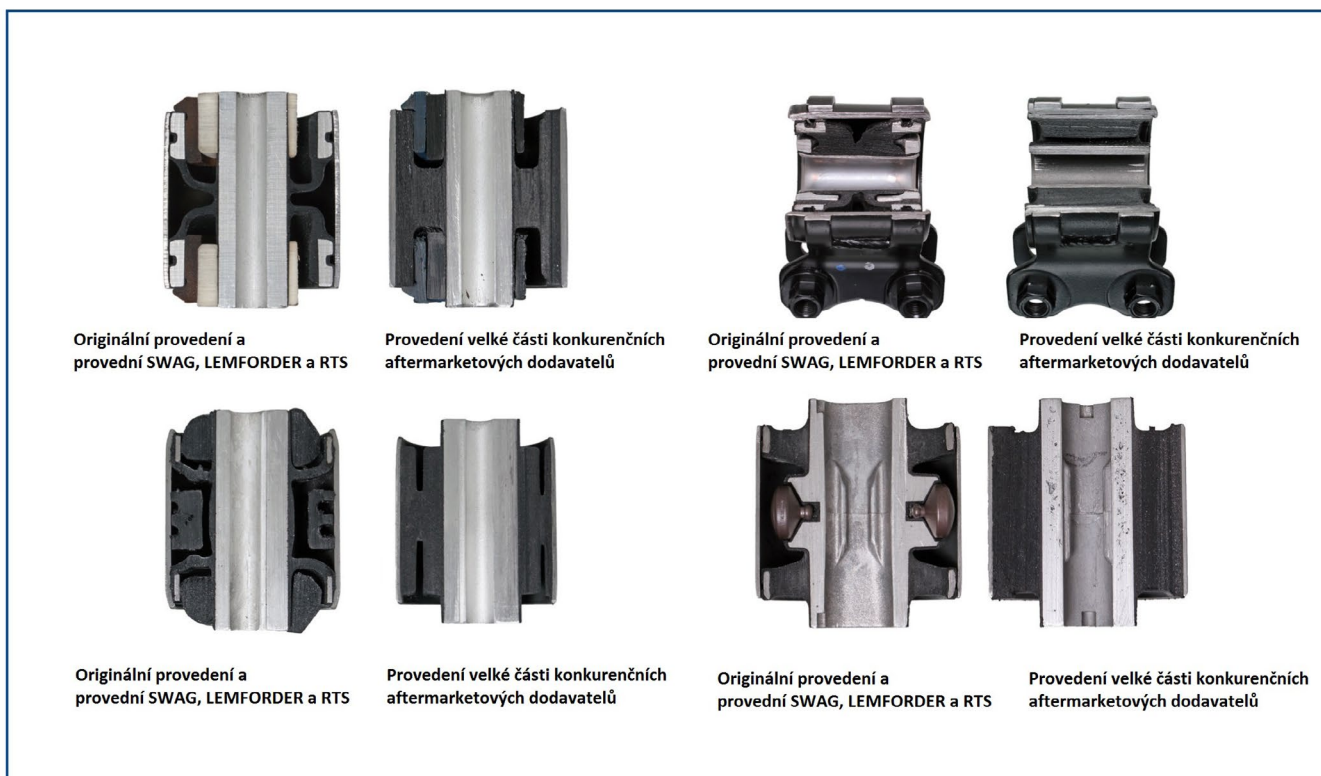 Originální provedení a
provední SWAG, LEMFORDER a RTS
Provedení velké části konkurenčních
aftermarketových dodavatelů
Originální provedení a
provední SWAG, LEMFORDER a RTS
Provedení velké části konkurenčních
aftermarketových dodavatelů
Originální provedení a
provední SWAG, LEMFORDER a RTS
Provedení velké části konkurenčních
aftermarketových dodavatelů
Originální provedení a
provední SWAG, LEMFORDER a RTS
Provedení velké části konkurenčních
aftermarketových dodavatelů